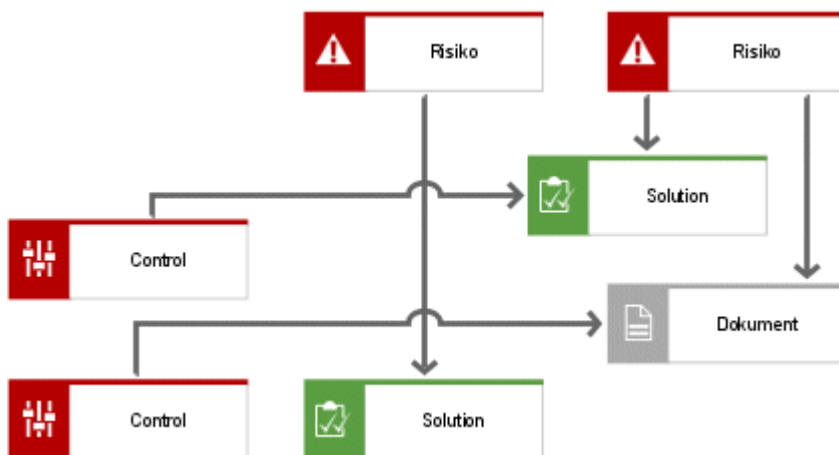 Risiko
Risiko
Solution
Control
Dokument
Control
Solution